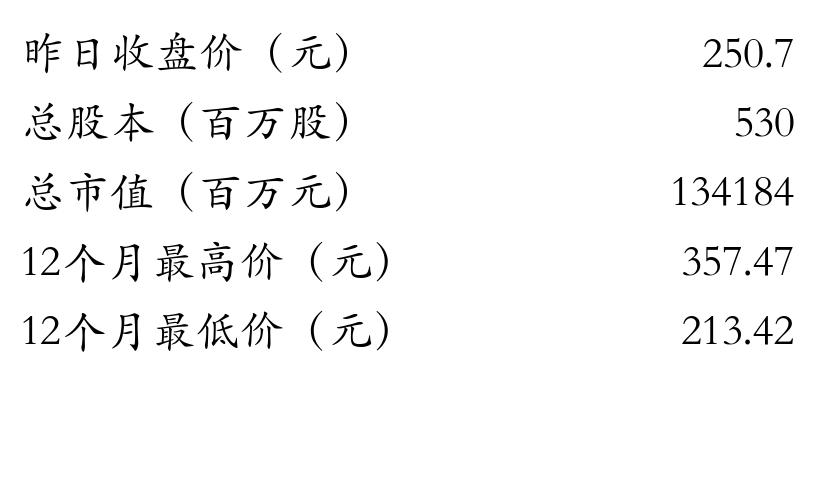 昨日收盘价（元） 250.7
总股本（百万股） 530
总市值（百万元） 134184
12个月最高价（元） 357.47
12个月最低价（元） 213.42